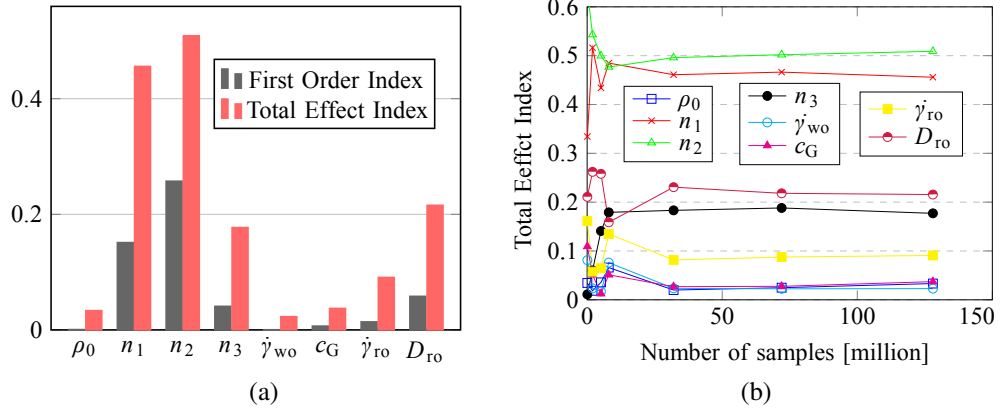 0.4
0.2
0
First Order Index
Total Effect Index
ρ₀ n₁ n₂ n₃ γ̇wo cG γ̇ro Dro
(a)
Total Eeffct Index
0.6
0.5
0.4
0.3
0.2
0.1
0
ρ₀
n₁
n₂
n₃
γ̇wo
cG
γ̇ro
Dro
0 50 100 150
Number of samples [million]
(b)